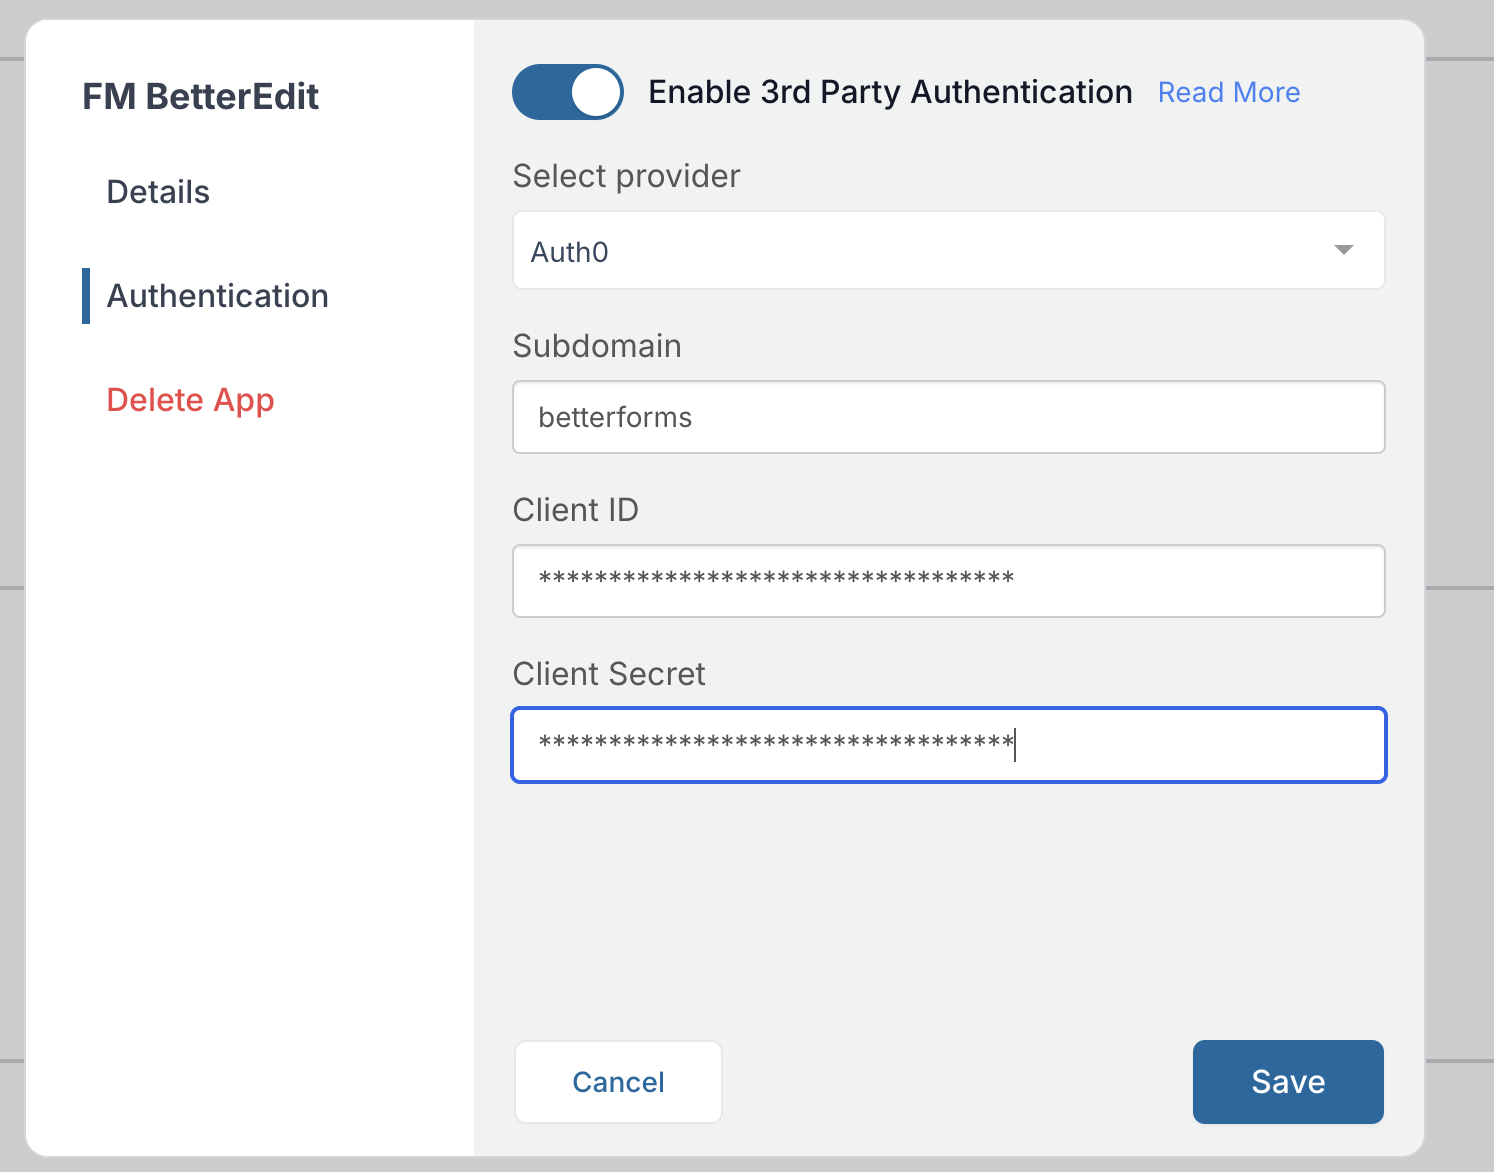 FM BetterEdit
Details
Authentication
Delete App
Enable 3rd Party Authentication Read More
Select provider
Auth0
Subdomain
betterforms
Client ID
**********************************
Client Secret
**********************************
Cancel
Save